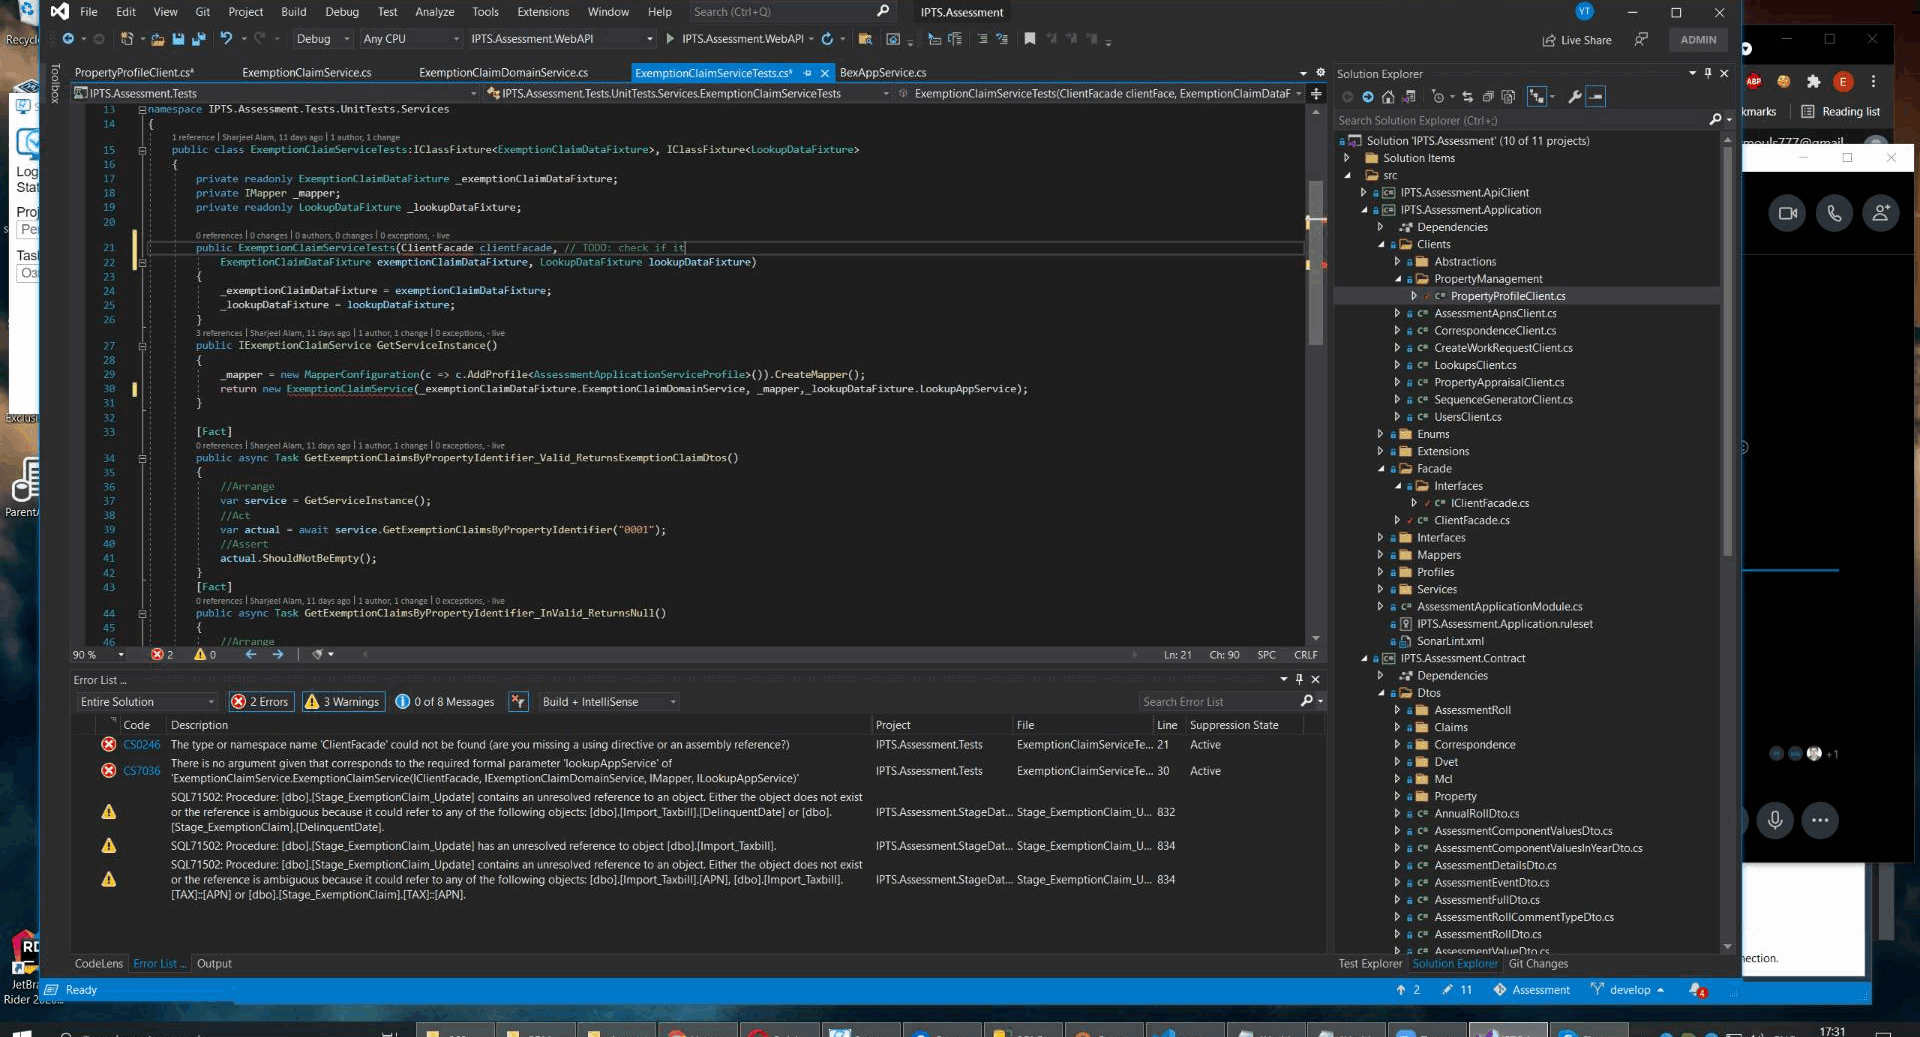 File Edit View Git Project Build Debug Test Analyze Tools Extensions Window Help Search (Ctrl+Q) IPTS.Assessment YT
Debug Any CPU IPTS.Assessment.WebAPI IPTS.Assessment.WebAPI Live Share ADMIN
Toolbox
PropertyProfileClient.cs* ExemptionClaimService.cs ExemptionClaimDomainService.cs ExemptionClaimServiceTests.cs* BexAppService.cs
IPTS.Assessment.Tests IPTS.Assessment.Tests.UnitTests.Services.ExemptionClaimServiceTests ExemptionClaimServiceTests(ClientFacade clientFace, ExemptionClaimDataF
13 namespace IPTS.Assessment.Tests.UnitTests.Services
14 {
1 reference | Sharjeel Alam, 11 days ago | 1 author, 1 change
15 public class ExemptionClaimServiceTests:IClassFixture<ExemptionClaimDataFixture>, IClassFixture<LookupDataFixture>
16 {
17 private readonly ExemptionClaimDataFixture _exemptionClaimDataFixture;
18 private IMapper _mapper;
19 private readonly LookupDataFixture _lookupDataFixture;
20
0 references | 0 changes | 0 authors, 0 changes | 0 exceptions, - live
21 public ExemptionClaimServiceTests(ClientFacade clientFacade, // TODO: check if it
22 ExemptionClaimDataFixture exemptionClaimDataFixture, LookupDataFixture lookupDataFixture)
23 {
24 _exemptionClaimDataFixture = exemptionClaimDataFixture;
25 _lookupDataFixture = lookupDataFixture;
26 }
3 references | Sharjeel Alam, 11 days ago | 1 author, 1 change | 0 exceptions, - live
27 public IExemptionClaimService GetServiceInstance()
28 {
29 _mapper = new MapperConfiguration(c => c.AddProfile<AssessmentApplicationServiceProfile>()).CreateMapper();
30 return new ExemptionClaimService(_exemptionClaimDataFixture.ExemptionClaimDomainService, _mapper,_lookupDataFixture.LookupAppService);
31 }
32
33 [Fact]
0 references | Sharjeel Alam, 11 days ago | 1 author, 1 change | 0 exceptions, - live
34 public async Task GetExemptionClaimsByPropertyIdentifier_Valid_ReturnsExemptionClaimDtos()
35 {
36 //Arrange
37 var service = GetServiceInstance();
38 //Act
39 var actual = await service.GetExemptionClaimsByPropertyIdentifier("0001");
40 //Assert
41 actual.ShouldNotBeEmpty();
42 }
43 [Fact]
0 references | Sharjeel Alam, 11 days ago | 1 author, 1 change | 0 exceptions, - live
44 public async Task GetExemptionClaimsByPropertyIdentifier_InValid_ReturnsNull()
45 {
46 //Arrange
90 % 2 0 Ln: 21 Ch: 90 SPC CRLF
Error List ...
Entire Solution 2 Errors 3 Warnings 0 of 8 Messages Build + IntelliSense Search Error List
Code Description Project File Line Suppression State
CS0246 The type or namespace name 'ClientFacade' could not be found (are you missing a using directive or an assembly reference?) IPTS.Assessment.Tests ExemptionClaimServiceTe... 21 Active
There is no argument given that corresponds to the required formal parameter 'lookupAppService' of
CS7036 'ExemptionClaimService.ExemptionClaimService(IClientFacade, IExemptionClaimDomainService, IMapper, ILookupAppService)' IPTS.Assessment.Tests ExemptionClaimServiceTe... 30 Active
SQL71502: Procedure: [dbo].[Stage_ExemptionClaim_Update] contains an unresolved reference to an object. Either the object does not exist
or the reference is ambiguous because it could refer to any of the following objects: [dbo].[Import_Taxbill].[DelinquentDate] or [dbo]. IPTS.Assessment.StageDat... Stage_ExemptionClaim_U... 832
[Stage_ExemptionClaim].[DelinquentDate].
SQL71502: Procedure: [dbo].[Stage_ExemptionClaim_Update] has an unresolved reference to object [dbo].[Import_Taxbill]. IPTS.Assessment.StageDat... Stage_ExemptionClaim_U... 834
SQL71502: Procedure: [dbo].[Stage_ExemptionClaim_Update] contains an unresolved reference to an object. Either the object does not exist
or the reference is ambiguous because it could refer to any of the following objects: [dbo].[Import_Taxbill].[APN], [dbo].[Import_Taxbill]. IPTS.Assessment.StageDat... Stage_ExemptionClaim_U... 834
[TAX]::[APN] or [dbo].[Stage_ExemptionClaim].[TAX]::[APN].
CodeLens Error List ... Output
Solution Explorer
Search Solution Explorer (Ctrl+;)
Solution 'IPTS.Assessment' (10 of 11 projects)
Solution Items
src
IPTS.Assessment.ApiClient
IPTS.Assessment.Application
Dependencies
Clients
Abstractions
PropertyManagement
PropertyProfileClient.cs
AssessmentApnsClient.cs
CorrespondenceClient.cs
CreateWorkRequestClient.cs
LookupsClient.cs
PropertyAppraisalClient.cs
SequenceGeneratorClient.cs
UsersClient.cs
Enums
Extensions
Facade
Interfaces
IClientFacade.cs
ClientFacade.cs
Interfaces
Mappers
Profiles
Services
AssessmentApplicationModule.cs
IPTS.Assessment.Application.ruleset
SonarLint.xml
IPTS.Assessment.Contract
Dependencies
Dtos
AssessmentRoll
Claims
Correspondence
Dvet
Mcl
Property
AnnualRollDto.cs
AssessmentComponentValuesDto.cs
AssessmentComponentValuesInYearDto.cs
AssessmentDetailsDto.cs
AssessmentEventDto.cs
AssessmentFullDto.cs
AssessmentRollCommentTypeDto.cs
AssessmentRollDto.cs
AssessmentValueDto.cs
Test Explorer Solution Explorer Git Changes
Ready 2 11 Assessment develop 4
Recycl
Log
Stat
Proj
Pe
Task
Exclusi
ParentA
RD
JetBra
Rider 20
ABP E
kmarks Reading list
mouls777@gmail
+1
nection.
17:31